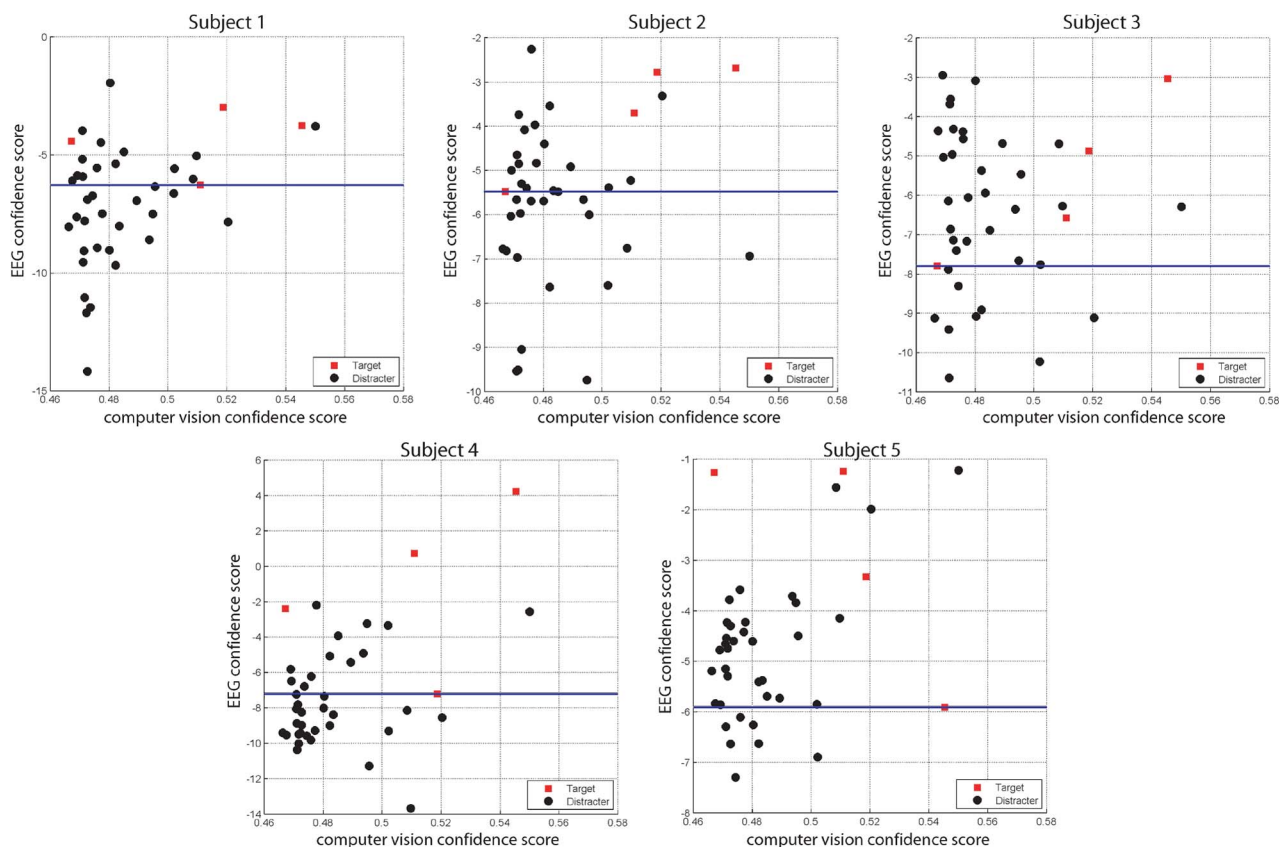 Subject 1
0
-5
-10
-15
0.46 0.48 0.5 0.52 0.54 0.56 0.58
EEG confidence score
computer vision confidence score
Target
Distracter
Subject 2
-2
-3
-4
-5
-6
-7
-8
-9
-10
0.46 0.48 0.5 0.52 0.54 0.56 0.58
EEG confidence score
computer vision confidence score
Target
Distracter
Subject 3
-2
-3
-4
-5
-6
-7
-8
-9
-10
-11
0.46 0.48 0.5 0.52 0.54 0.56 0.58
EEG confidence score
computer vision confidence score
Target
Distracter
Subject 4
6
4
2
0
-2
-4
-6
-8
-10
-12
-14
0.46 0.48 0.5 0.52 0.54 0.56 0.58
EEG confidence score
computer vision confidence score
Target
Distracter
Subject 5
-1
-2
-3
-4
-5
-6
-7
-8
0.46 0.48 0.5 0.52 0.54 0.56 0.58
EEG confidence score
computer vision confidence score
Target
Distracter